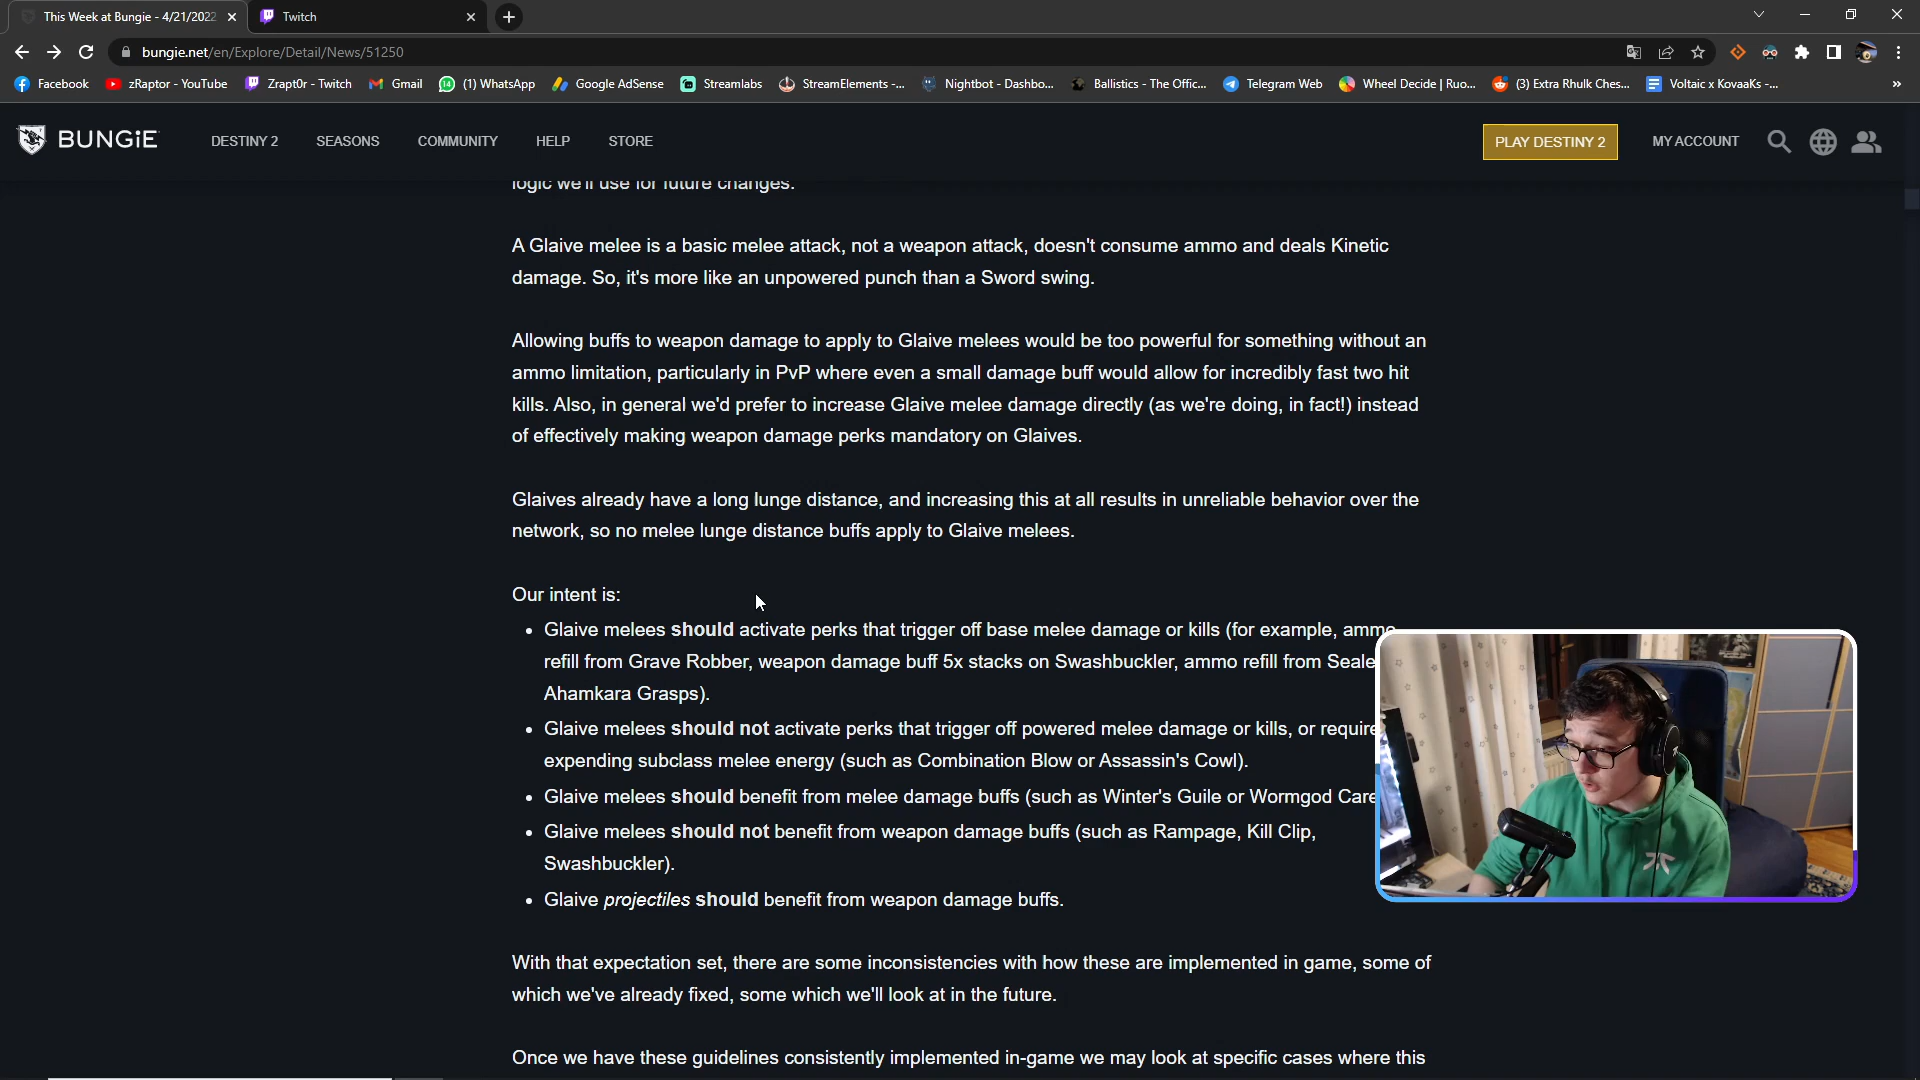 This Week at Bungie - 4/21/2022
Twitch
bungie.net/en/Explore/Detail/News/51250
Facebook
zRaptor - YouTube
Zrapt0r - Twitch
Gmail
(1) WhatsApp
Google AdSense
Streamlabs
StreamElements -...
Nightbot - Dashbo...
Ballistics - The Offic...
Telegram Web
Wheel Decide | Ruo...
(3) Extra Rhulk Ches...
Voltaic x KovaaKs -...
»
BUNGiE
DESTINY 2
SEASONS
COMMUNITY
HELP
STORE
PLAY DESTINY 2
MY ACCOUNT
logic we'll use for future changes.
A Glaive melee is a basic melee attack, not a weapon attack, doesn't consume ammo and deals Kinetic
damage. So, it's more like an unpowered punch than a Sword swing.
Allowing buffs to weapon damage to apply to Glaive melees would be too powerful for something without an
ammo limitation, particularly in PvP where even a small damage buff would allow for incredibly fast two hit
kills. Also, in general we'd prefer to increase Glaive melee damage directly (as we're doing, in fact!) instead
of effectively making weapon damage perks mandatory on Glaives.
Glaives already have a long lunge distance, and increasing this at all results in unreliable behavior over the
network, so no melee lunge distance buffs apply to Glaive melees.
Our intent is:
• Glaive melees should activate perks that trigger off base melee damage or kills (for example, ammo
refill from Grave Robber, weapon damage buff 5x stacks on Swashbuckler, ammo refill from Seale
Ahamkara Grasps).
• Glaive melees should not activate perks that trigger off powered melee damage or kills, or require
expending subclass melee energy (such as Combination Blow or Assassin's Cowl).
• Glaive melees should benefit from melee damage buffs (such as Winter's Guile or Wormgod Care
• Glaive melees should not benefit from weapon damage buffs (such as Rampage, Kill Clip,
Swashbuckler).
• Glaive projectiles should benefit from weapon damage buffs.
With that expectation set, there are some inconsistencies with how these are implemented in game, some of
which we've already fixed, some which we'll look at in the future.
Once we have these guidelines consistently implemented in-game we may look at specific cases where this